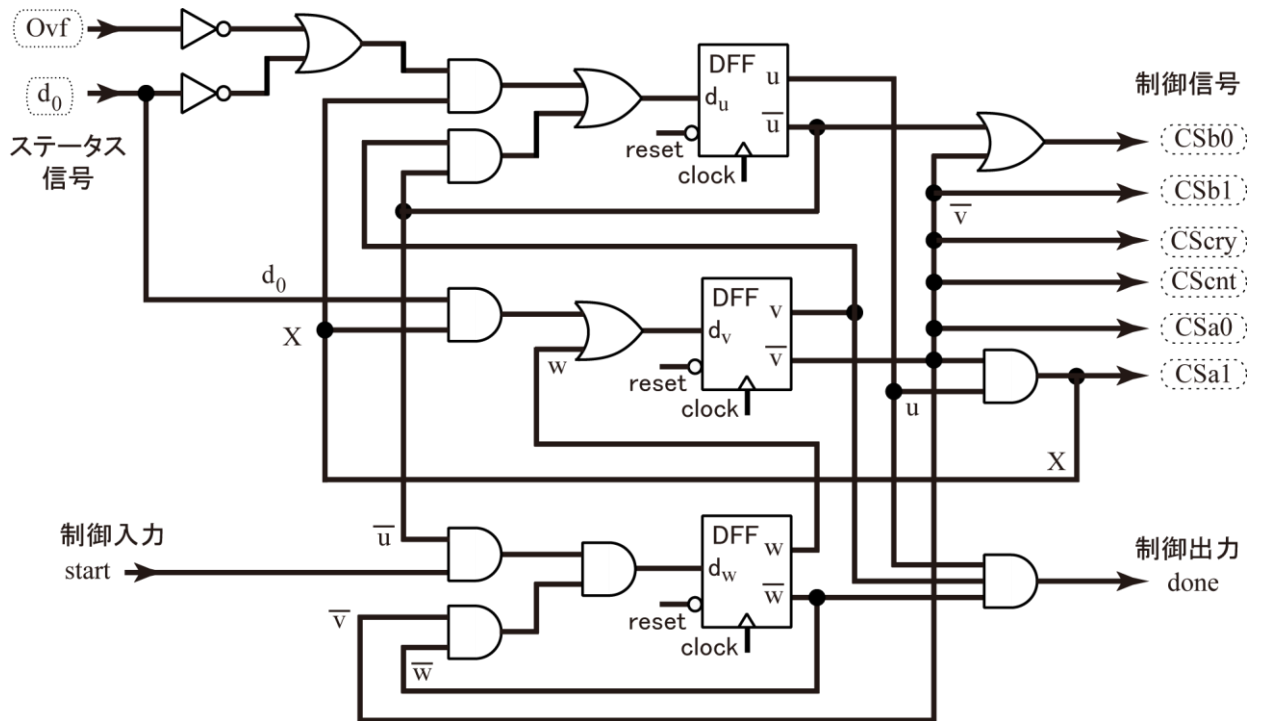 Ovf
d₀
ステータス
信号
DFF
u
dᵤ
u̅
reset
clock
制御信号
CSb0
CSb1
v̅
CScry
CScnt
CSa0
CSa1
d₀
X
DFF
v
dᵥ
v̅
w
reset
clock
u
X
制御入力
start
u̅
DFF
w
d_w
w̅
reset
clock
v̅
w̅
制御出力
done